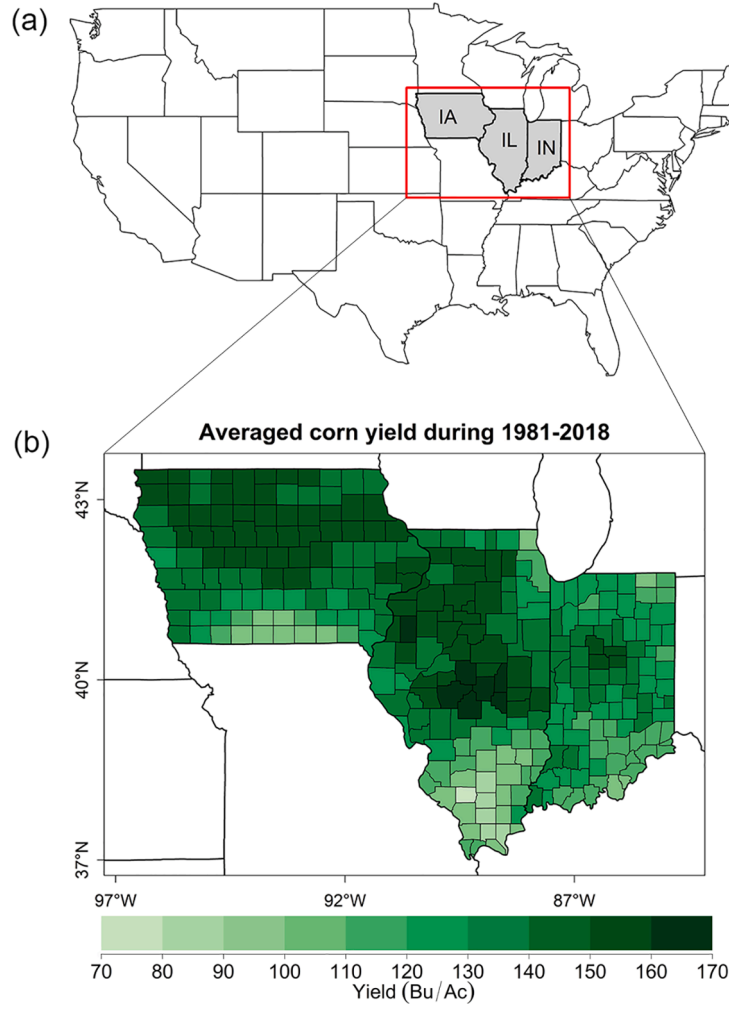 (a)
IA
IL
IN
(b)
Averaged corn yield during 1981-2018
43°N
40°N
37°N
97°W 92°W 87°W
70 80 90 100 110 120 130 140 150 160 170
Yield (Bu/Ac)